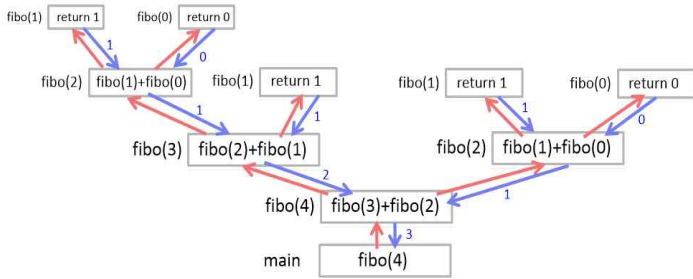 fibo(1) return 1 fibo(0) return 0
1 0
fibo(2) fibo(1)+fibo(0) fibo(1) return 1 fibo(1) return 1 fibo(0) return 0
1 1 1 0
fibo(3) fibo(2)+fibo(1) fibo(2) fibo(1)+fibo(0)
2 1
fibo(4) fibo(3)+fibo(2)
3
main fibo(4)